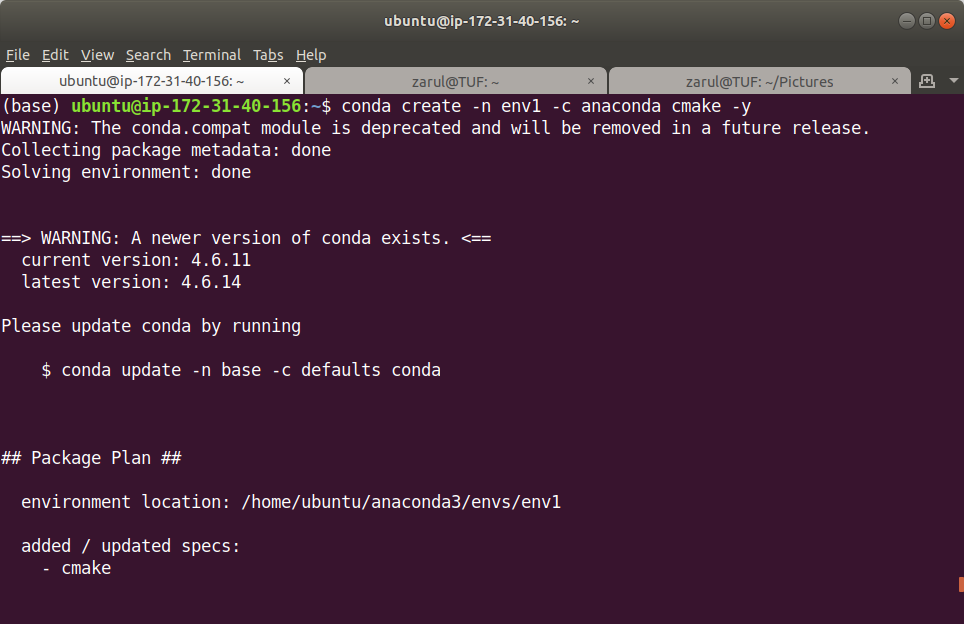 ubuntu@ip-172-31-40-156: ~
File Edit View Search Terminal Tabs Help
ubuntu@ip-172-31-40-156: ~ × zarul@TUF: ~ × zarul@TUF: ~/Pictures ×
(base) ubuntu@ip-172-31-40-156:~$ conda create -n env1 -c anaconda cmake -y
WARNING: The conda.compat module is deprecated and will be removed in a future release.
Collecting package metadata: done
Solving environment: done
==> WARNING: A newer version of conda exists. <==
  current version: 4.6.11
  latest version: 4.6.14
Please update conda by running
    $ conda update -n base -c defaults conda
## Package Plan ##
  environment location: /home/ubuntu/anaconda3/envs/env1
  added / updated specs:
    - cmake